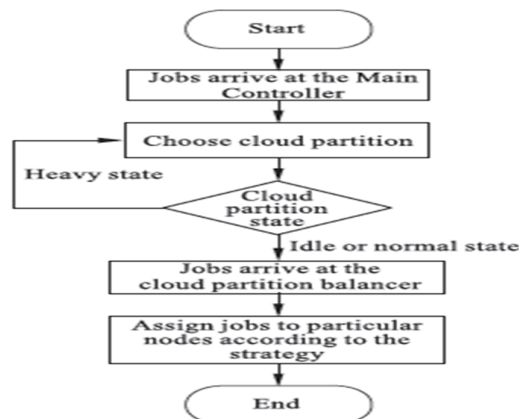 Start
Jobs arrive at the Main
Controller
Choose cloud partition
Heavy state
Cloud
partition
state
Idle or normal state
Jobs arrive at the
cloud partition balancer
Assign jobs to particular
nodes according to the
strategy
End